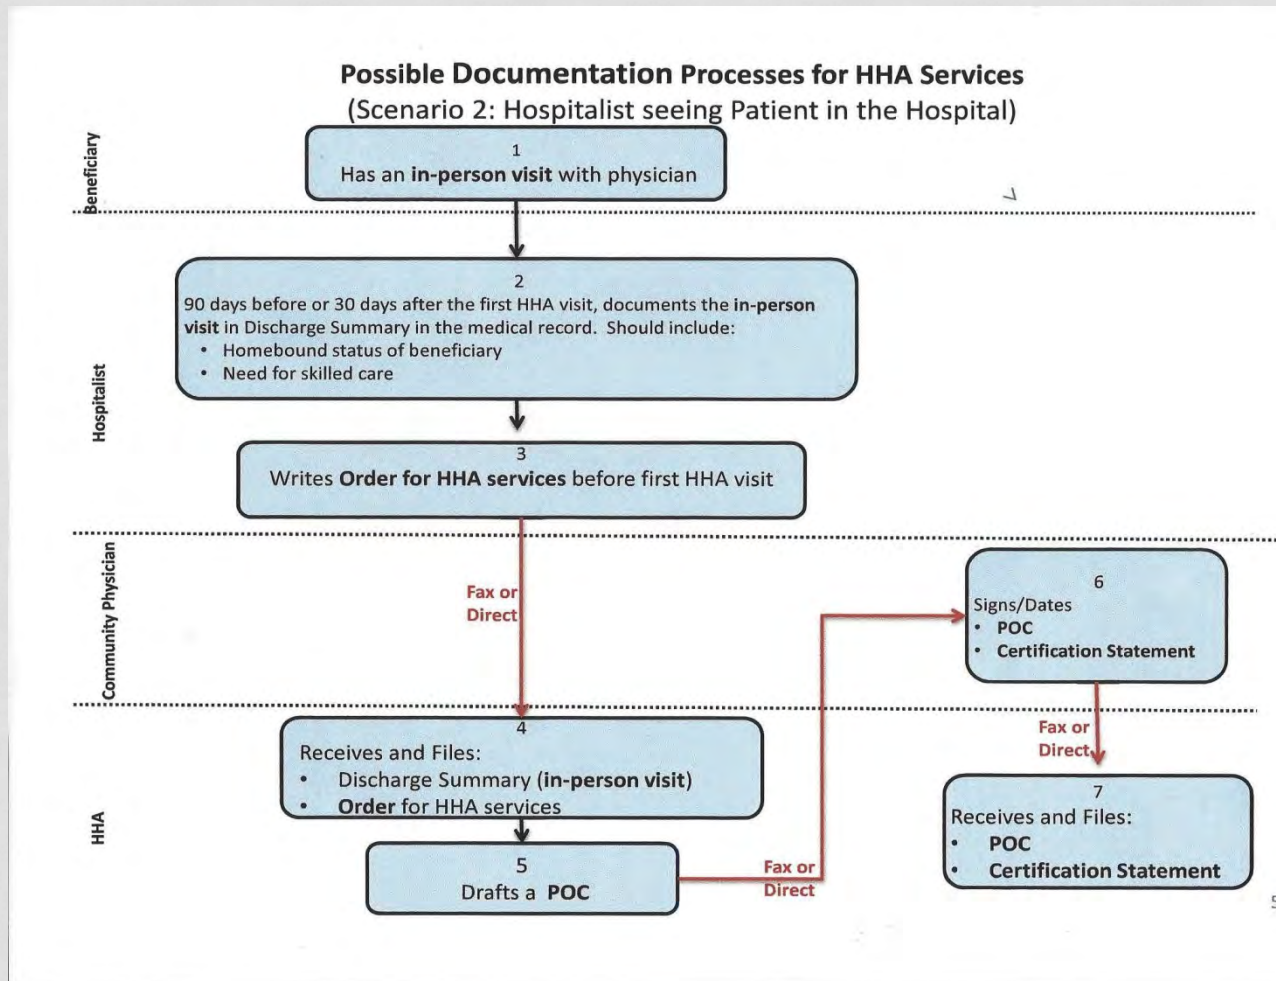 Possible Documentation Processes for HHA Services
(Scenario 2: Hospitalist seeing Patient in the Hospital)
Beneficiary
1
Has an in-person visit with physician
Hospitalist
2
90 days before or 30 days after the first HHA visit, documents the in-person
visit in Discharge Summary in the medical record. Should include:
• Homebound status of beneficiary
• Need for skilled care
3
Writes Order for HHA services before first HHA visit
Community Physician
Fax or
Direct
6
Signs/Dates
• POC
• Certification Statement
HHA
4
Receives and Files:
• Discharge Summary (in-person visit)
• Order for HHA services
5
Drafts a POC
Fax or
Direct
Fax or
Direct
7
Receives and Files:
• POC
• Certification Statement
5